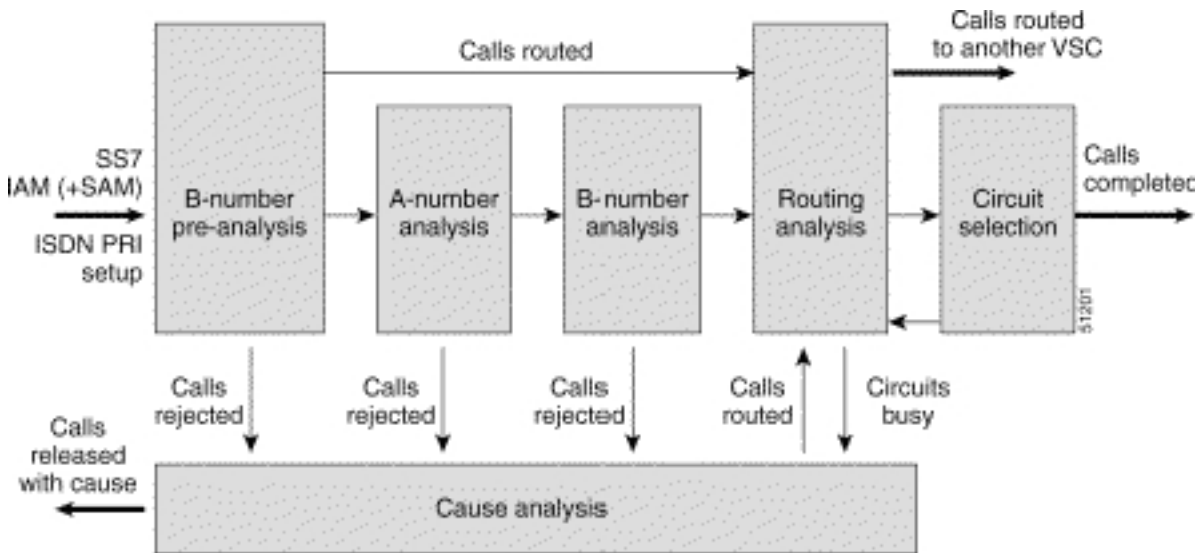 Calls routed
Calls routed
to another VSC
SS7
IAM (+SAM)
ISDN PRI
setup
B-number
pre-analysis
A-number
analysis
B-number
analysis
Routing
analysis
Circuit
selection
Calls
completed
51201
Calls
rejected
Calls
rejected
Calls
rejected
Calls
routed
Circuits
busy
Calls
released
with cause
Cause analysis